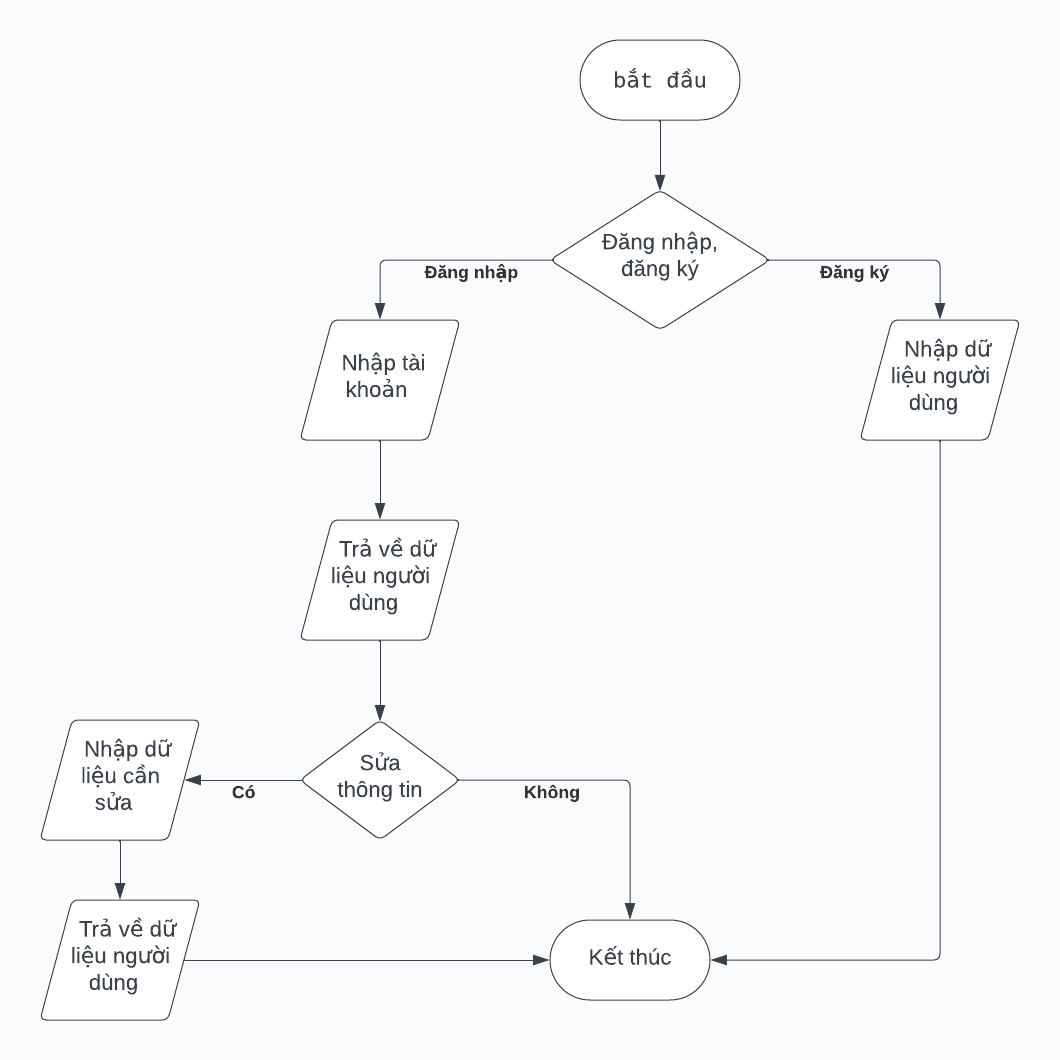 bắt đầu
Đăng nhập,
đăng ký
Đăng nhập
Đăng ký
Nhập tài
khoản
Nhập dữ
liệu người
dùng
Trả về dữ
liệu người
dùng
Sửa
thông tin
Có
Không
Nhập dữ
liệu cần
sửa
Trả về dữ
liệu người
dùng
Kết thúc